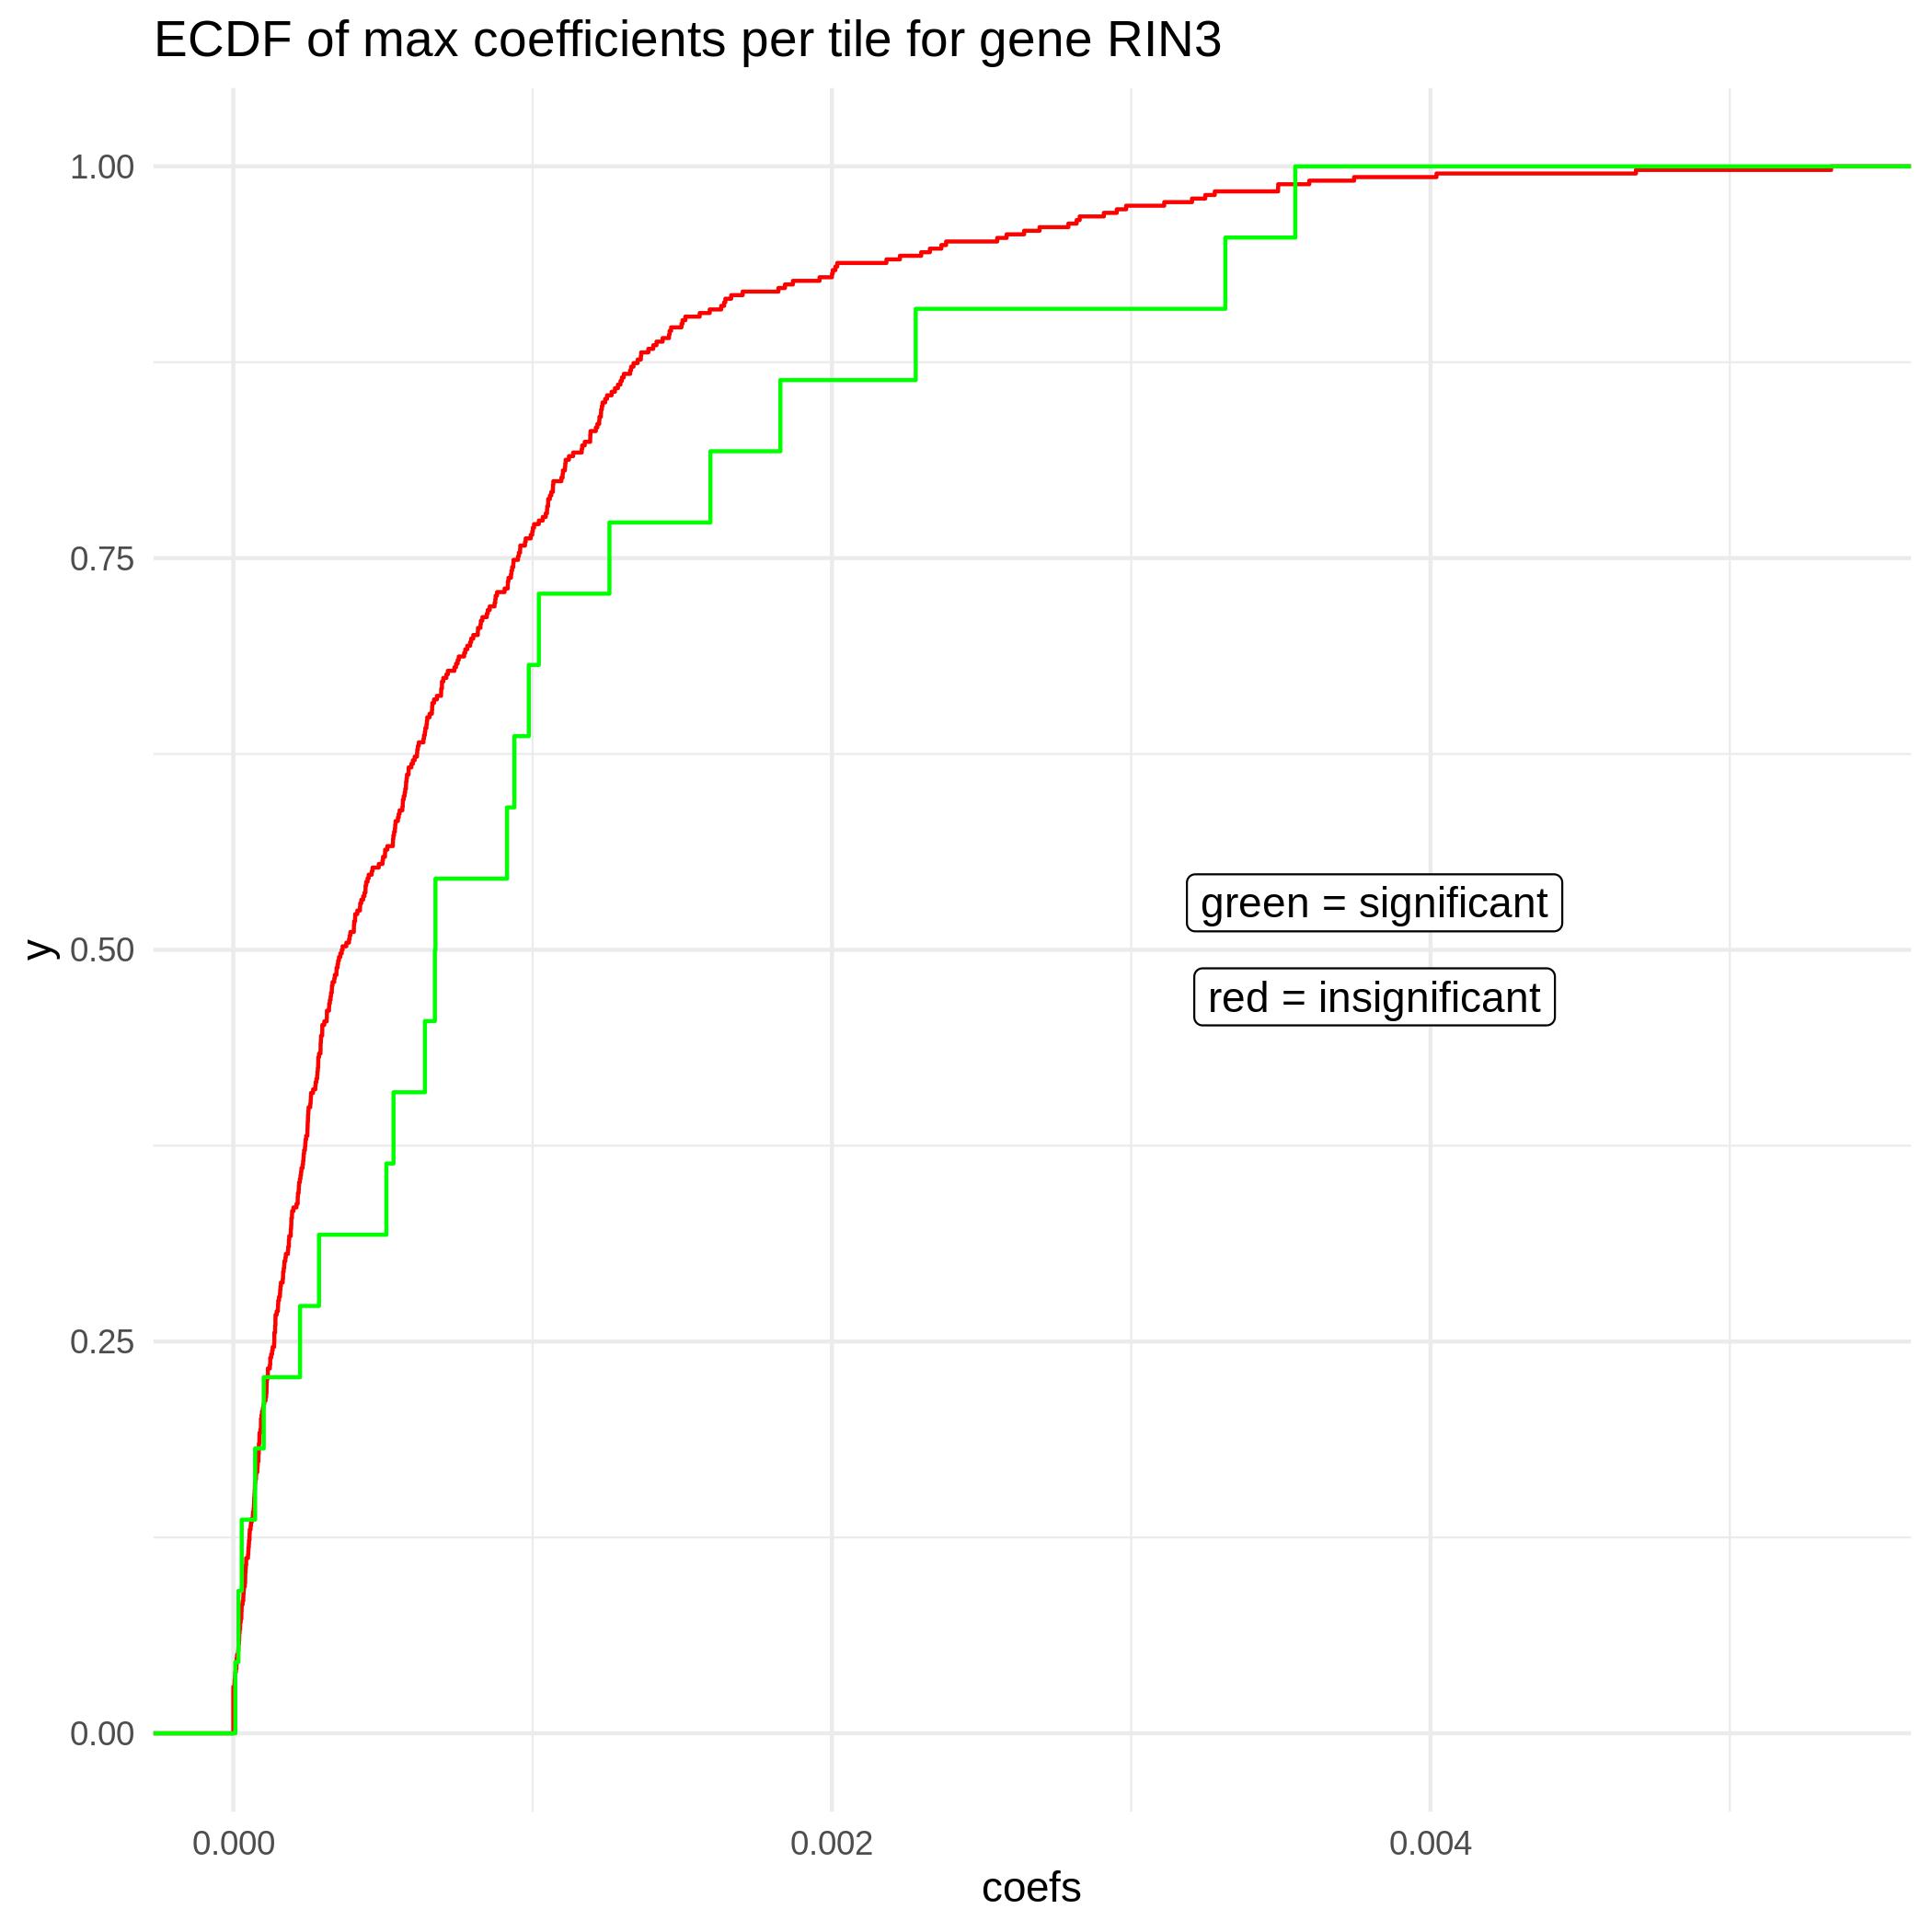 ECDF of max coefficients per tile for gene RIN3
1.00
0.75
green = significant
y
0.50
red = insignificant
0.25
0.00
0.000
0.002
0.004
coefs